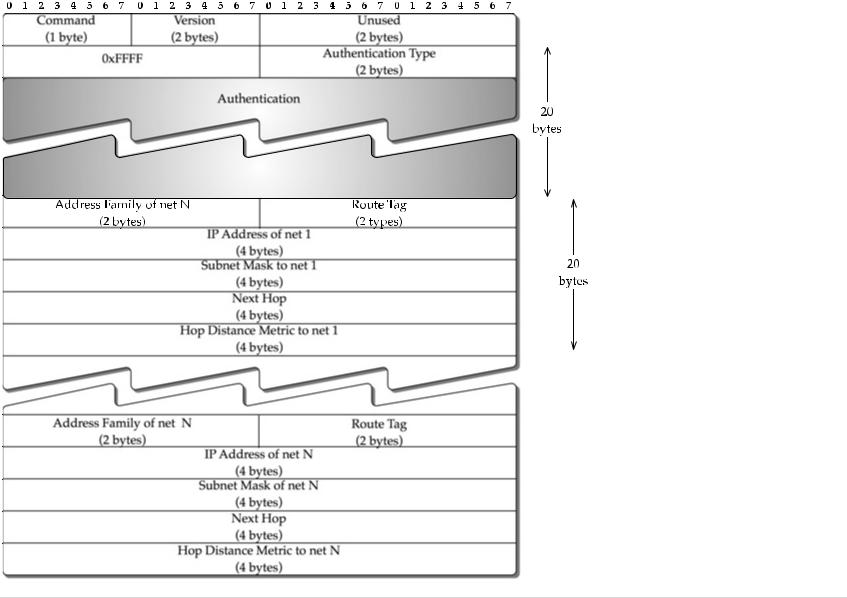 0 1 2 3 4 5 6 7 0 1 2 3 4 5 6 7 0 1 2 3 4 5 6 7 0 1 2 3 4 5 6 7
Command Version Unused
(1 byte) (2 bytes) (2 bytes)
0xFFFF Authentication Type
(2 bytes)
Authentication
20
bytes
Address Family of net N Route Tag
(2 bytes) (2 types)
IP Address of net 1
(4 bytes)
Subnet Mask to net 1
(4 bytes)
Next Hop
(4 bytes)
Hop Distance Metric to net 1
(4 bytes)
20
bytes
Address Family of net N Route Tag
(2 bytes) (2 bytes)
IP Address of net N
(4 bytes)
Subnet Mask of net N
(4 bytes)
Next Hop
(4 bytes)
Hop Distance Metric to net N
(4 bytes)